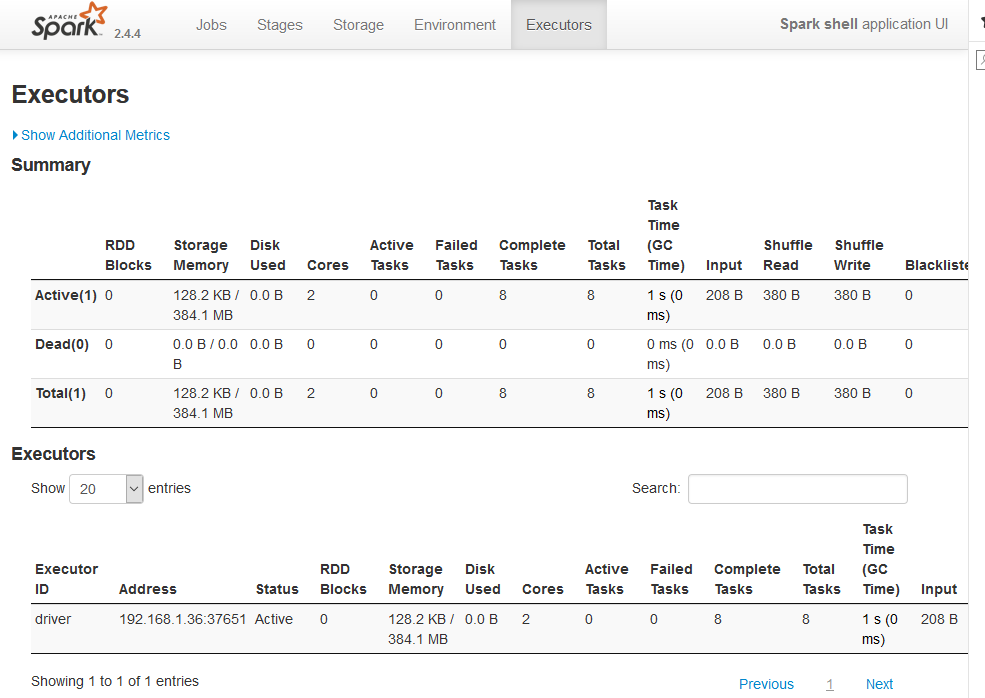 APACHE
Spark 2.4.4 Jobs Stages Storage Environment Executors Spark shell application UI
Executors
Show Additional Metrics
Summary
RDD Blocks Storage Memory Disk Used Cores Active Tasks Failed Tasks Complete Tasks Total Tasks Task Time (GC Time) Input Shuffle Read Shuffle Write Blackliste
Active(1) 0 128.2 KB / 384.1 MB 0.0 B 2 0 0 8 8 1 s (0 ms) 208 B 380 B 380 B 0
Dead(0) 0 0.0 B / 0.0 B 0.0 B 0 0 0 0 0 0 ms (0 ms) 0.0 B 0.0 B 0.0 B 0
Total(1) 0 128.2 KB / 384.1 MB 0.0 B 2 0 0 8 8 1 s (0 ms) 208 B 380 B 380 B 0
Executors
Show 20 entries Search:
Executor ID Address Status RDD Blocks Storage Memory Disk Used Cores Active Tasks Failed Tasks Complete Tasks Total Tasks Task Time (GC Time) Input
driver 192.168.1.36:37651 Active 0 128.2 KB / 384.1 MB 0.0 B 2 0 0 8 8 1 s (0 ms) 208 B
Showing 1 to 1 of 1 entries Previous 1 Next